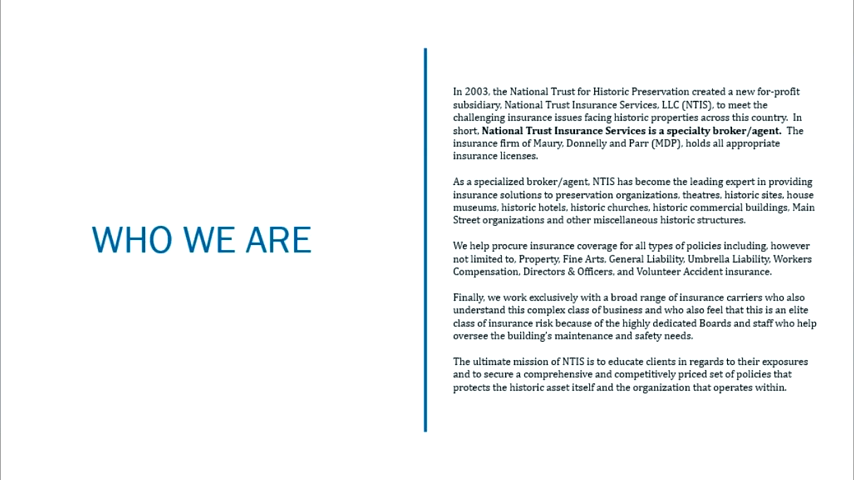 WHO WE ARE
In 2003, the National Trust for Historic Preservation created a new for-profit
subsidiary, National Trust Insurance Services, LLC (NTIS), to meet the
challenging insurance issues facing historic properties across this country. In
short, National Trust Insurance Services is a specialty broker/agent. The
insurance firm of Maury, Donnelly and Parr (MDP), holds all appropriate
insurance licenses.
As a specialized broker/agent, NTIS has become the leading expert in providing
insurance solutions to preservation organizations, theatres, historic sites, house
museums, historic hotels, historic churches, historic commercial buildings, Main
Street organizations and other miscellaneous historic structures.
We help procure insurance coverage for all types of policies including, however
not limited to, Property, Fine Arts, General Liability, Umbrella Liability, Workers
Compensation, Directors & Officers, and Volunteer Accident insurance.
Finally, we work exclusively with a broad range of insurance carriers who also
understand this complex class of business and who also feel that this is an elite
class of insurance risk because of the highly dedicated Boards and staff who help
oversee the building's maintenance and safety needs.
The ultimate mission of NTIS is to educate clients in regards to their exposures
and to secure a comprehensive and competitively priced set of policies that
protects the historic asset itself and the organization that operates within.